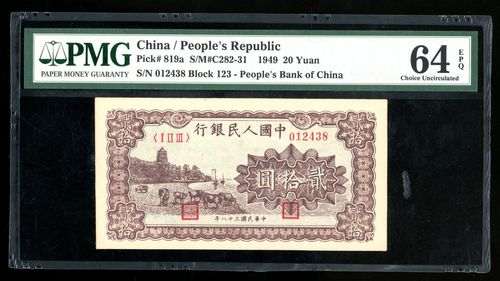 PMG
PAPER MONEY GUARANTY
China / People's Republic
Pick# 819a S/M#C282-31 1949 20 Yuan
S/N 012438 Block 123 - People's Bank of China
64 EPQ
Choice Uncirculated
行銀民人國中
〈ⅠⅡⅢ〉 012438
圓拾貳
年八十三國民華中